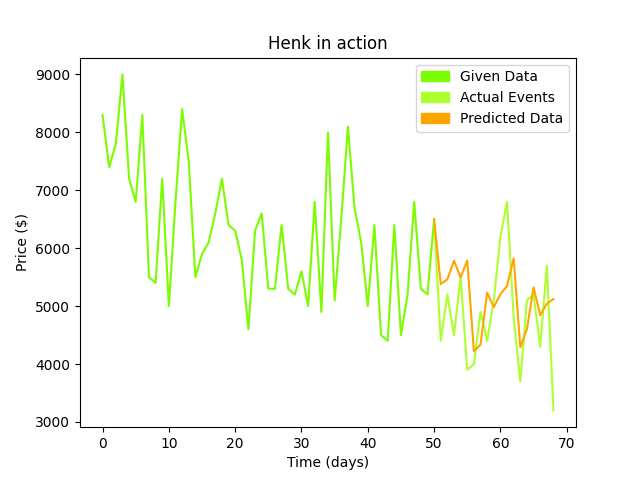 Henk in action
Given Data
Actual Events
Predicted Data
Price ($)
9000
8000
7000
6000
5000
4000
3000
0 10 20 30 40 50 60 70
Time (days)